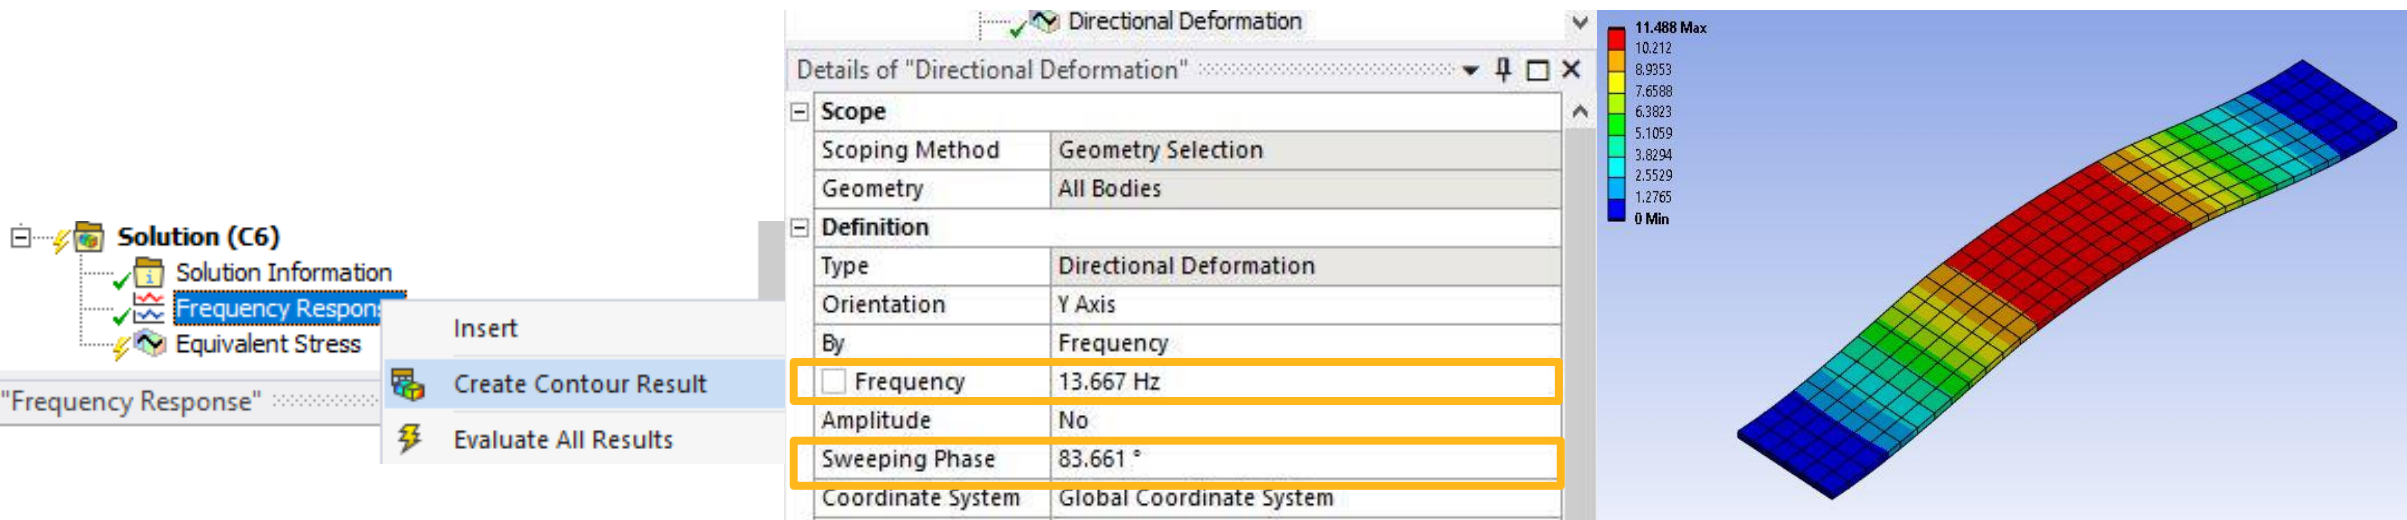 Solution (C6)
Solution Information
Frequency Respons
Equivalent Stress
"Frequency Response"
Insert
Create Contour Result
Evaluate All Results
Directional Deformation
Details of "Directional Deformation"
Scope
Scoping Method Geometry Selection
Geometry All Bodies
Definition
Type Directional Deformation
Orientation Y Axis
By Frequency
Frequency 13.667 Hz
Amplitude No
Sweeping Phase 83.661 °
Coordinate System Global Coordinate System
11.488 Max
10.212
8.9353
7.6588
6.3823
5.1059
3.8294
2.5529
1.2765
0 Min